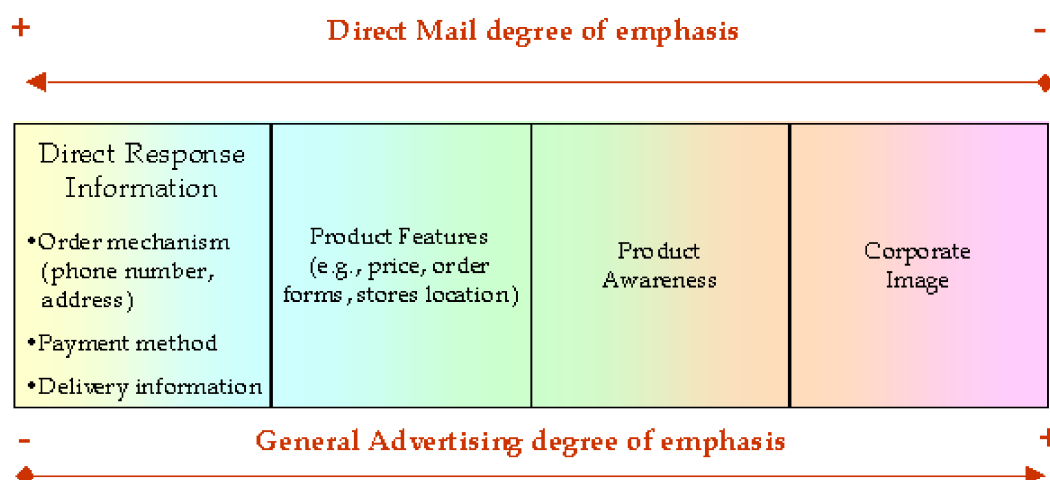 + Direct Mail degree of emphasis -
Direct Response
Information
•Order mechanism
(phone number,
address)
•Payment method
•Delivery information
Product Features
(e.g., price, order
forms, stores location)
Product
Awareness
Corporate
Image
- General Advertising degree of emphasis +